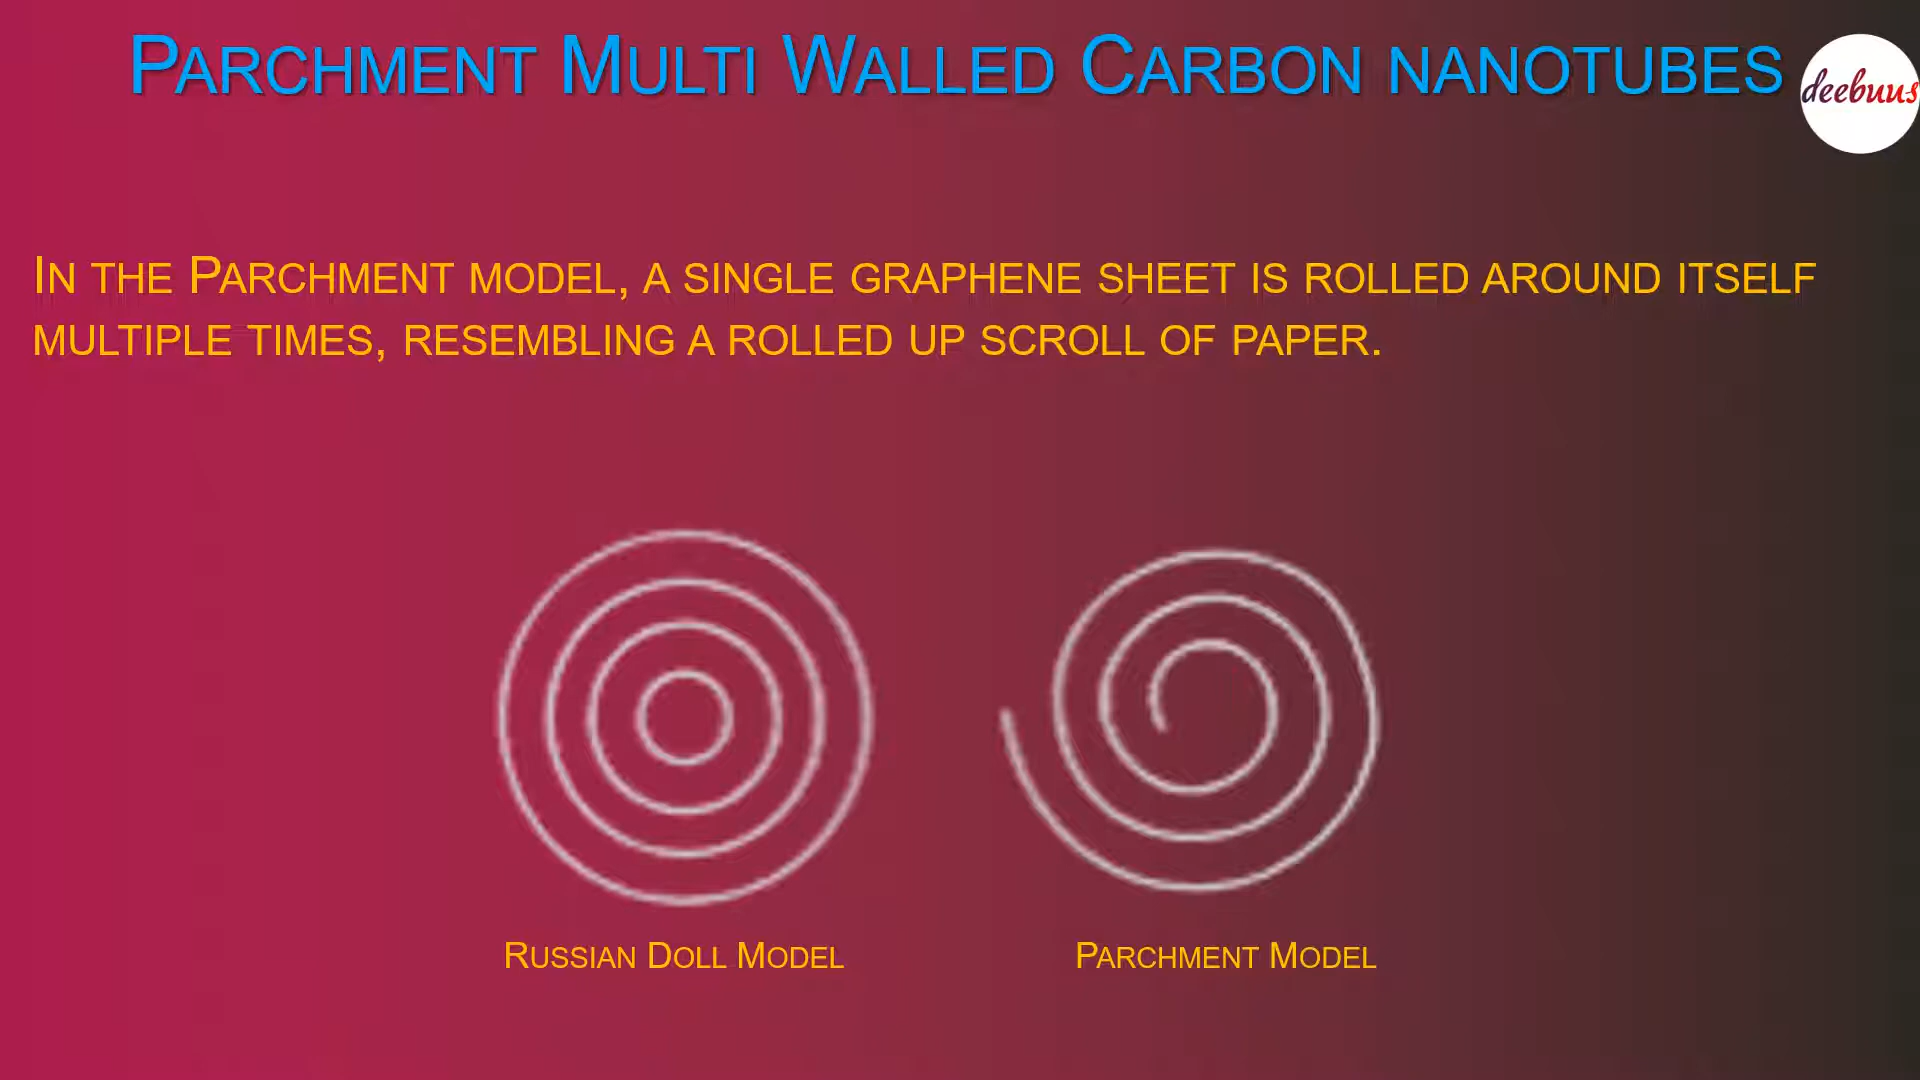 Parchment Multi Walled Carbon nanotubes
deebuus
In the Parchment model, a single graphene sheet is rolled around itself
multiple times, resembling a rolled up scroll of paper.
Russian Doll Model
Parchment Model